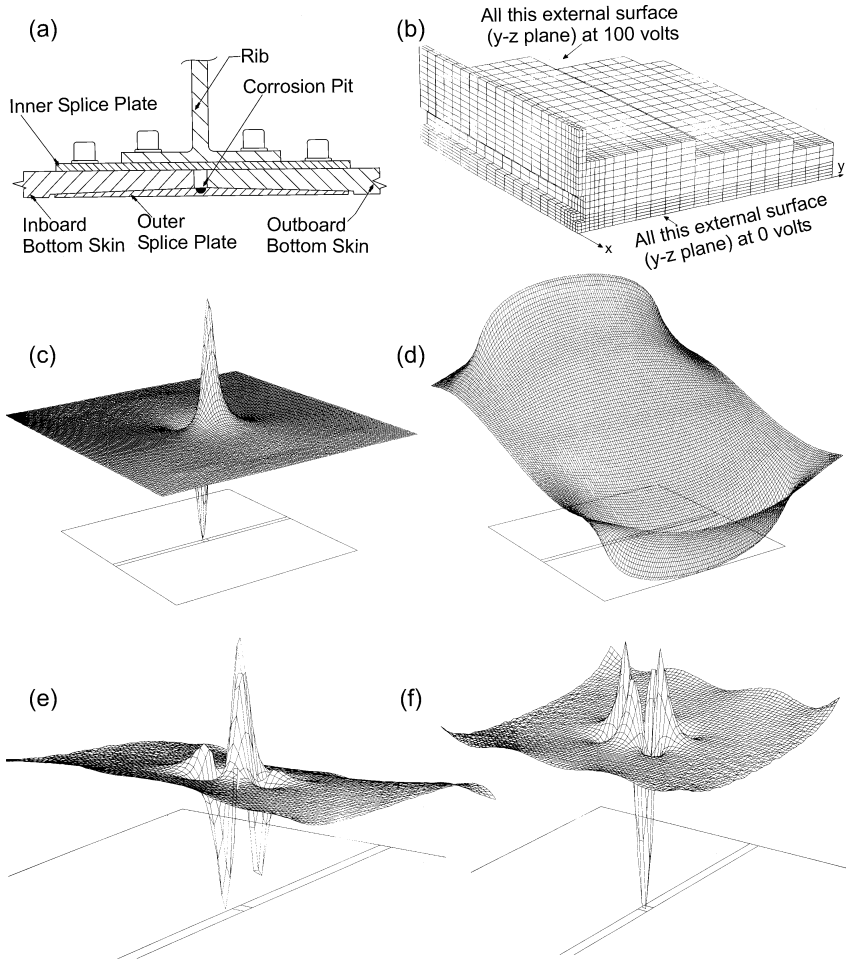 (a)
Rib
Corrosion Pit
Inner Splice Plate
Inboard
Bottom Skin
Outer
Splice Plate
Outboard
Bottom Skin
(b)
All this external surface
(y-z plane) at 100 volts
y
x
All this external surface
(y-z plane) at 0 volts
(c)
(d)
(e)
(f)